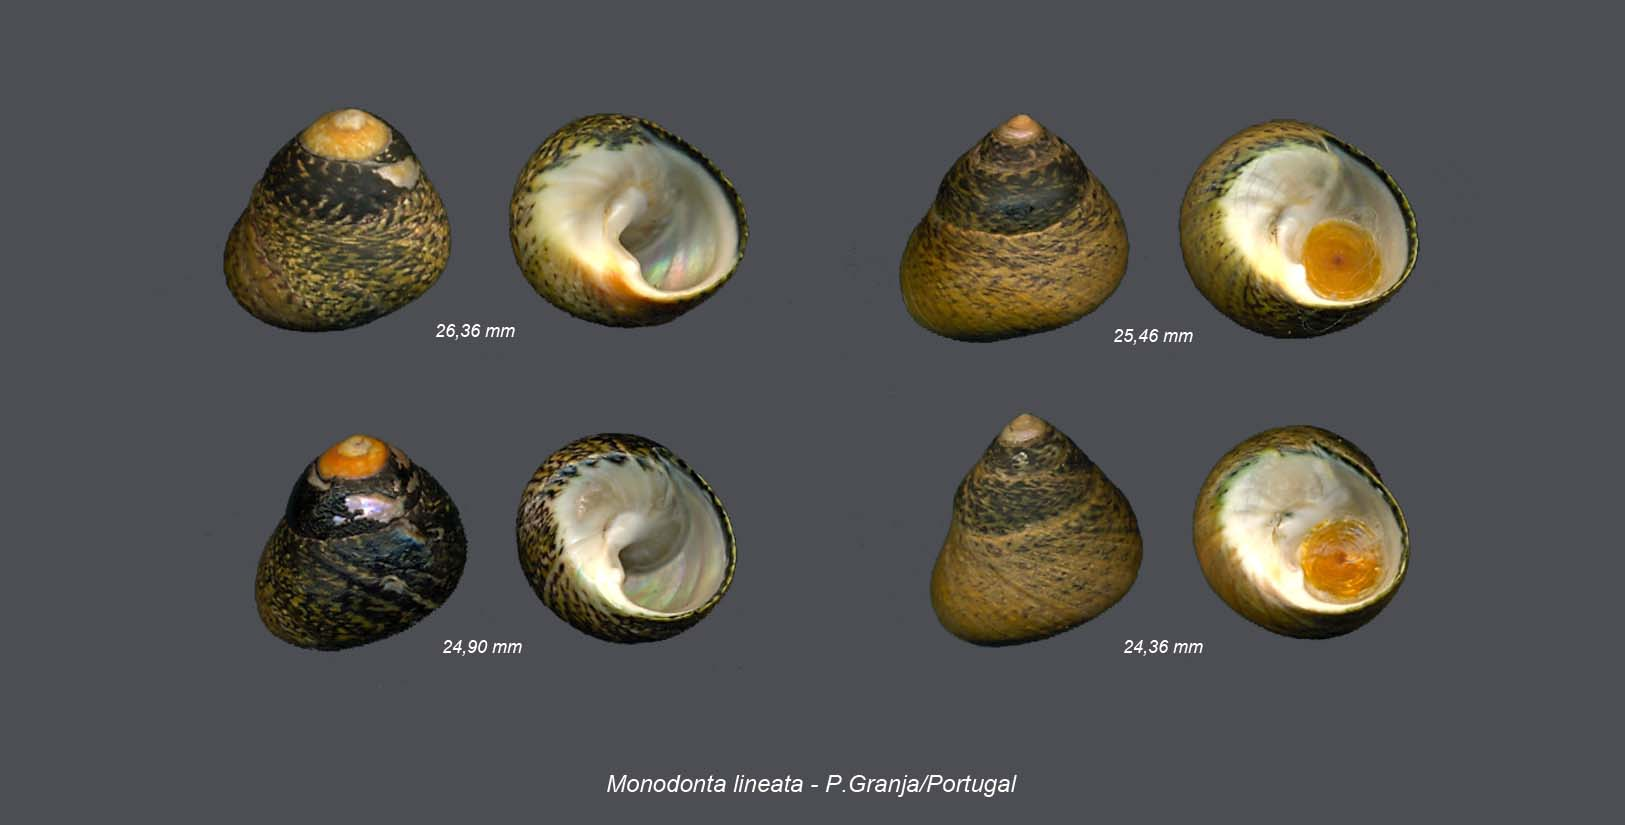 26,36 mm
25,46 mm
24,90 mm
24,36 mm
Monodonta lineata - P.Granja/Portugal